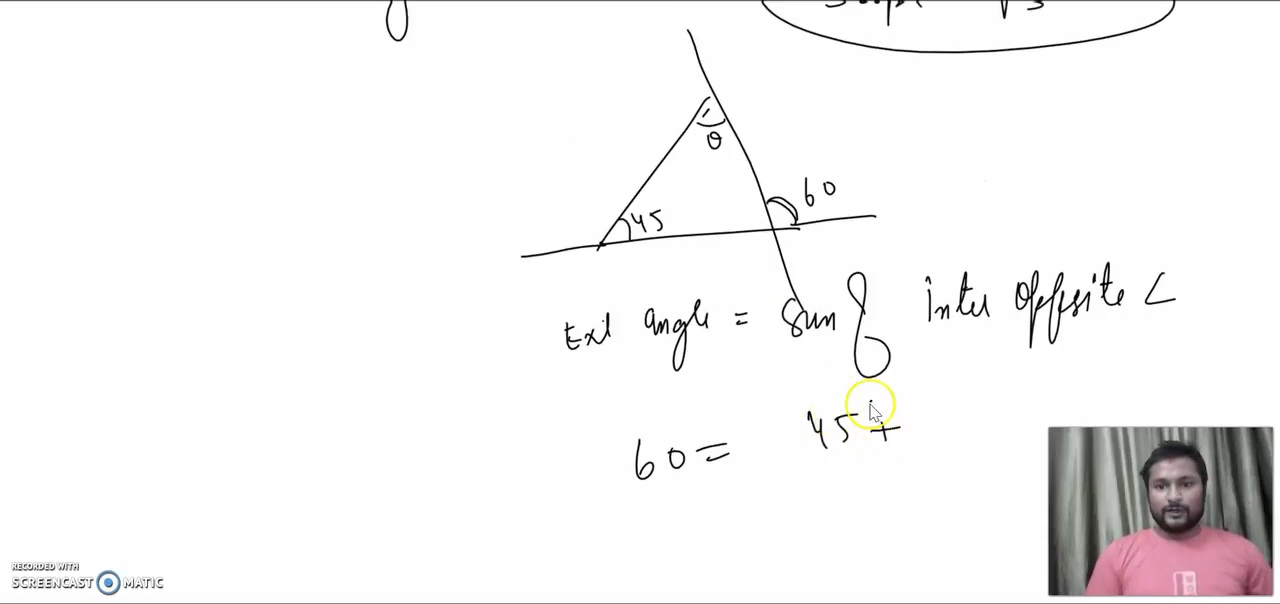 θ
60
45
Ext angle = Sum of inter opposite <
60 = 45 +
RECORDED WITH
SCREENCAST MATIC